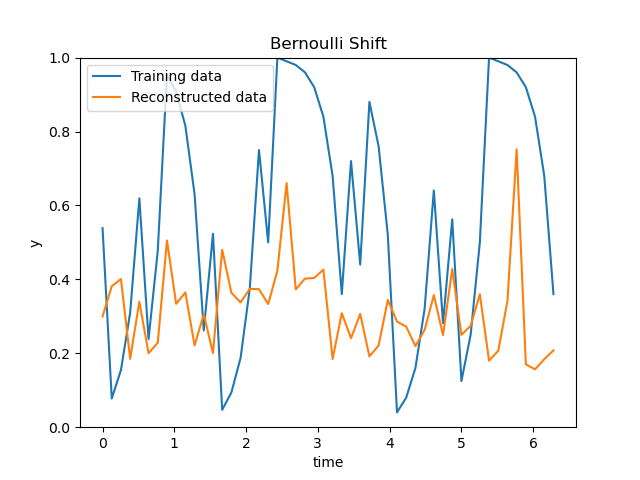 Bernoulli Shift
Training data
Reconstructed data
y
1.0
0.8
0.6
0.4
0.2
0.0
0 1 2 3 4 5 6
time